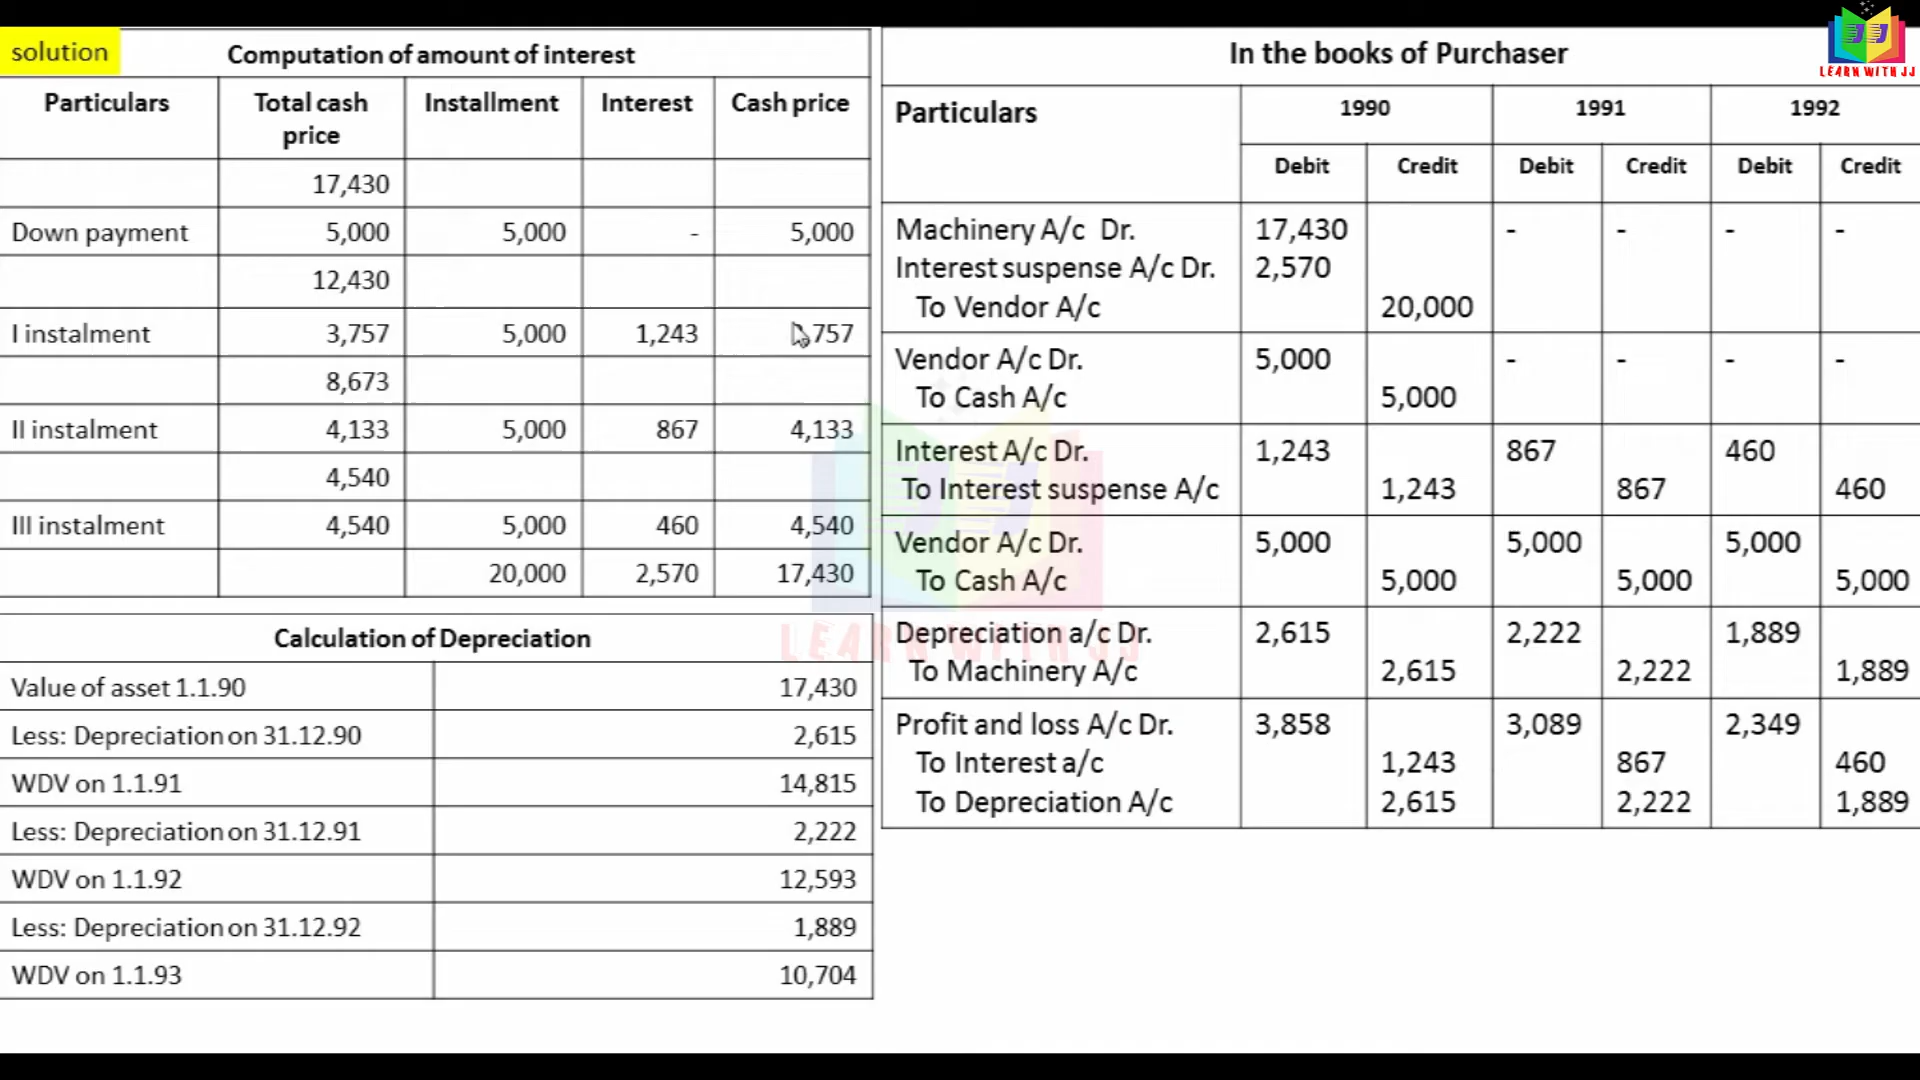 solution
Computation of amount of interest
Particulars Total cash price Installment Interest Cash price
17,430
Down payment 5,000 5,000 - 5,000
12,430
I instalment 3,757 5,000 1,243 ,757
8,673
II instalment 4,133 5,000 867 4,133
4,540
III instalment 4,540 5,000 460 4,540
20,000 2,570 17,430
Calculation of Depreciation
Value of asset 1.1.90 17,430
Less: Depreciation on 31.12.90 2,615
WDV on 1.1.91 14,815
Less: Depreciation on 31.12.91 2,222
WDV on 1.1.92 12,593
Less: Depreciation on 31.12.92 1,889
WDV on 1.1.93 10,704
In the books of Purchaser
Particulars 1990 1991 1992
Debit Credit Debit Credit Debit Credit
Machinery A/c Dr. 17,430 - - - -
Interest suspense A/c Dr. 2,570
To Vendor A/c 20,000
Vendor A/c Dr. 5,000 - - - -
To Cash A/c 5,000
Interest A/c Dr. 1,243 867 460
To Interest suspense A/c 1,243 867 460
Vendor A/c Dr. 5,000 5,000 5,000
To Cash A/c 5,000 5,000 5,000
Depreciation a/c Dr. 2,615 2,222 1,889
To Machinery A/c 2,615 2,222 1,889
Profit and loss A/c Dr. 3,858 3,089 2,349
To Interest a/c 1,243 867 460
To Depreciation A/c 2,615 2,222 1,889
JJ
LEARN WITH JJ
LEARN WITH JJ